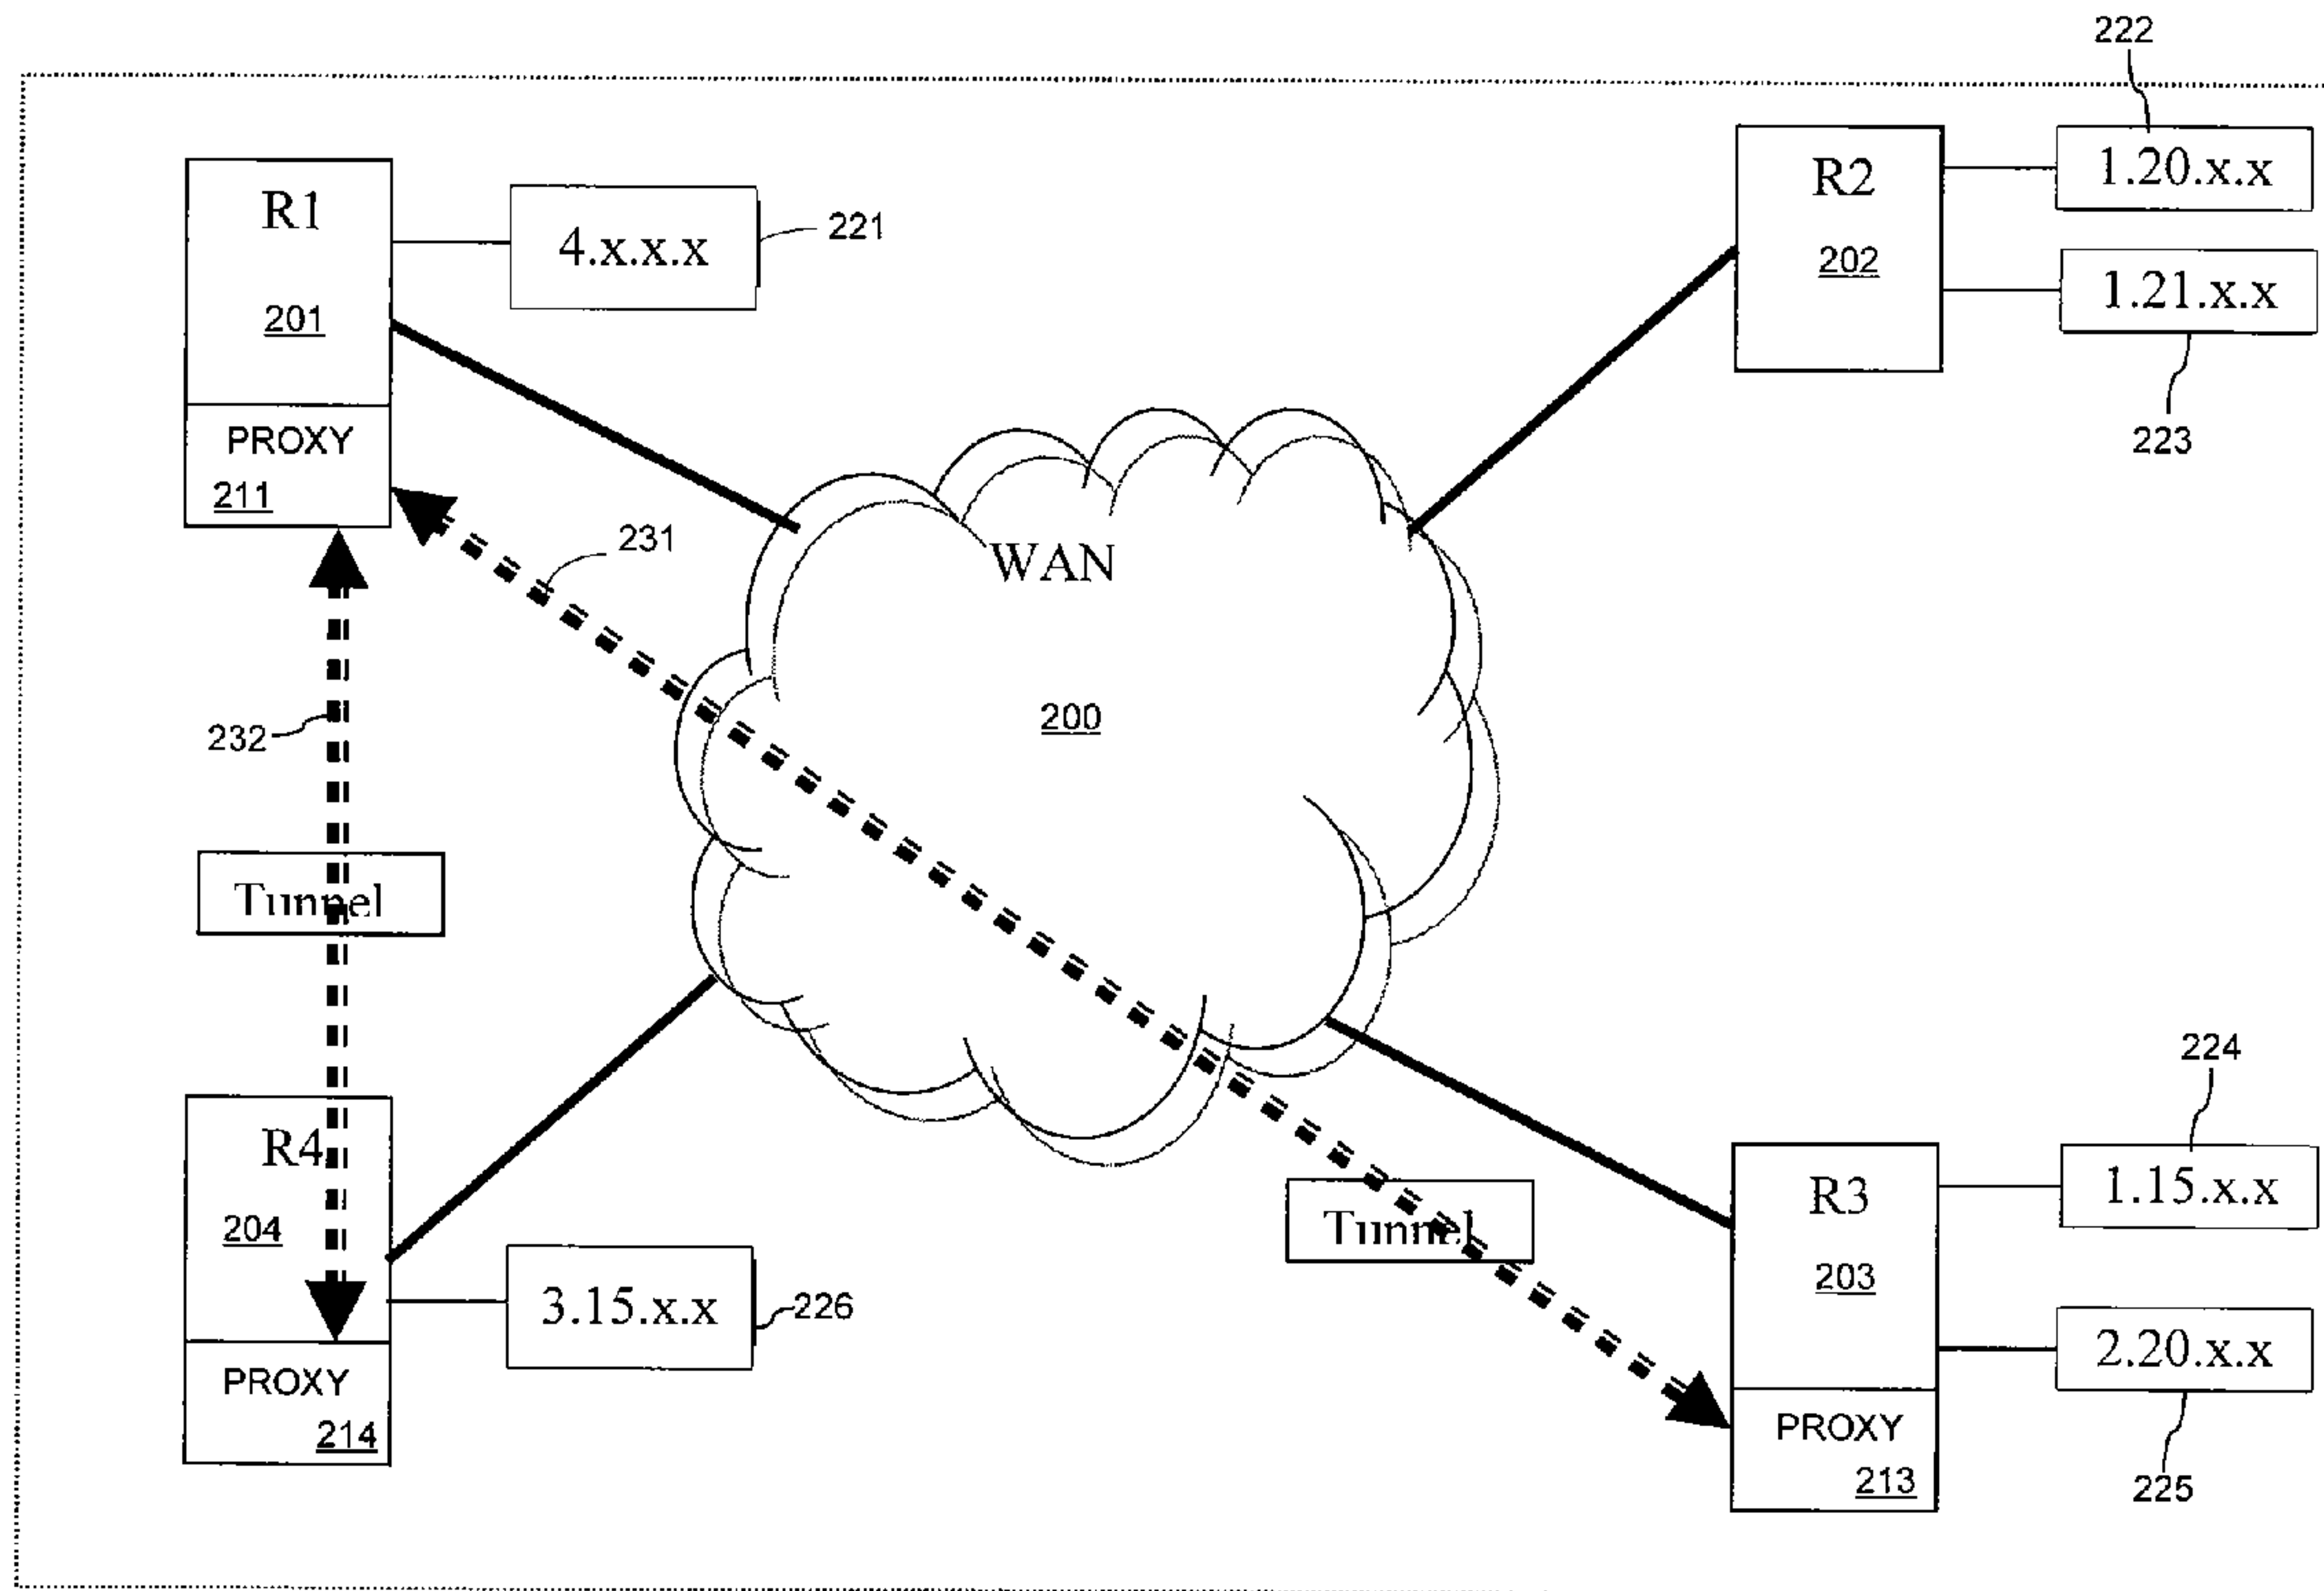 222
R1
201
PROXY
211
4.x.x.x
221
R2
202
1.20.x.x
1.21.x.x
223
231
WAN
200
232
Tunnel
R4
204
PROXY
214
3.15.x.x
226
Tunnel
R3
203
PROXY
213
224
1.15.x.x
2.20.x.x
225